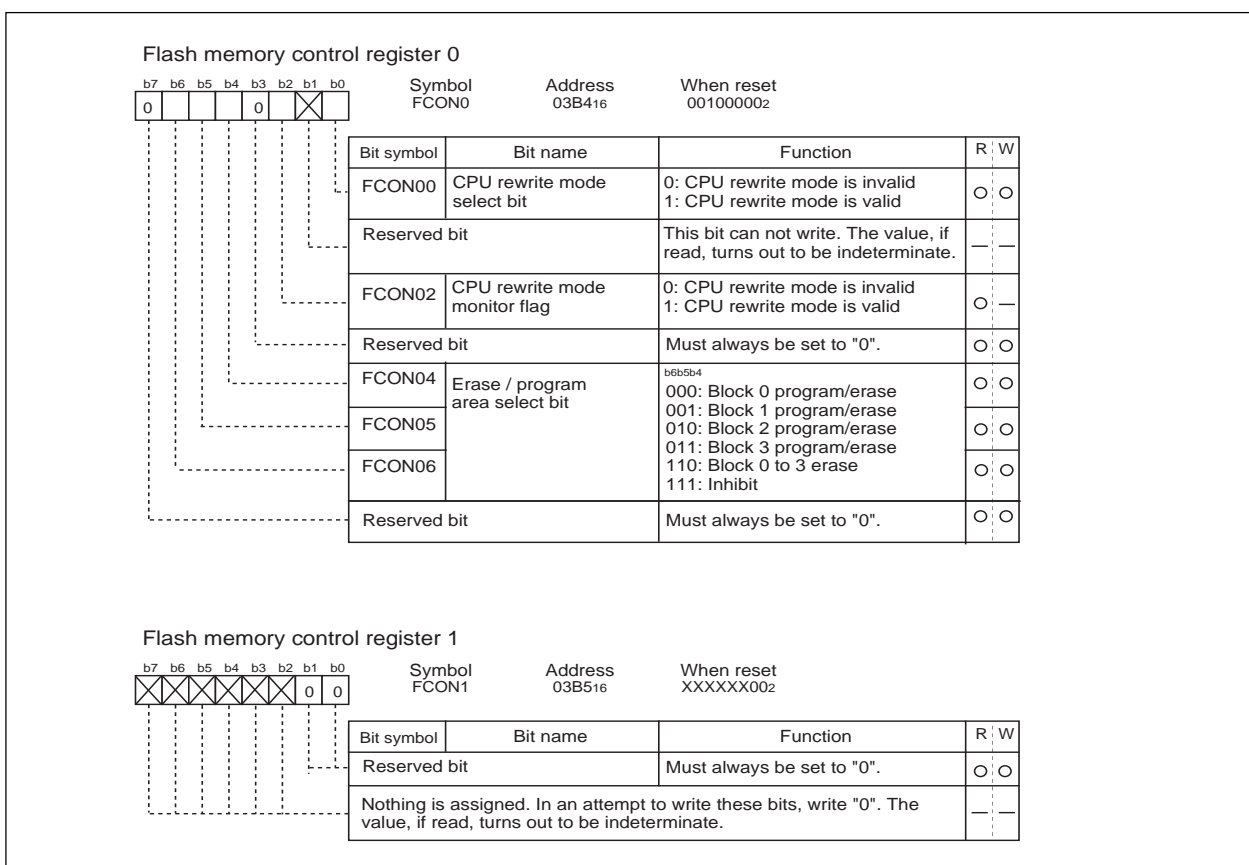 Flash memory control register 0
b7 b6 b5 b4 b3 b2 b1 b0
Symbol Address When reset
FCON0 03B416 001000002
0 0
Bit symbol Bit name Function R W
FCON00 CPU rewrite mode select bit 0: CPU rewrite mode is invalid
1: CPU rewrite mode is valid
Reserved bit This bit can not write. The value, if
read, turns out to be indeterminate.
FCON02 CPU rewrite mode monitor flag 0: CPU rewrite mode is invalid
1: CPU rewrite mode is valid
Reserved bit Must always be set to "0".
FCON04 Erase / program area select bit b6b5b4
000: Block 0 program/erase
001: Block 1 program/erase
FCON05 010: Block 2 program/erase
011: Block 3 program/erase
FCON06 110: Block 0 to 3 erase
111: Inhibit
Reserved bit Must always be set to "0".
Flash memory control register 1
b7 b6 b5 b4 b3 b2 b1 b0
Symbol Address When reset
FCON1 03B516 XXXXXX002
0 0
Bit symbol Bit name Function R W
Reserved bit Must always be set to "0".
Nothing is assigned. In an attempt to write these bits, write "0". The
value, if read, turns out to be indeterminate.